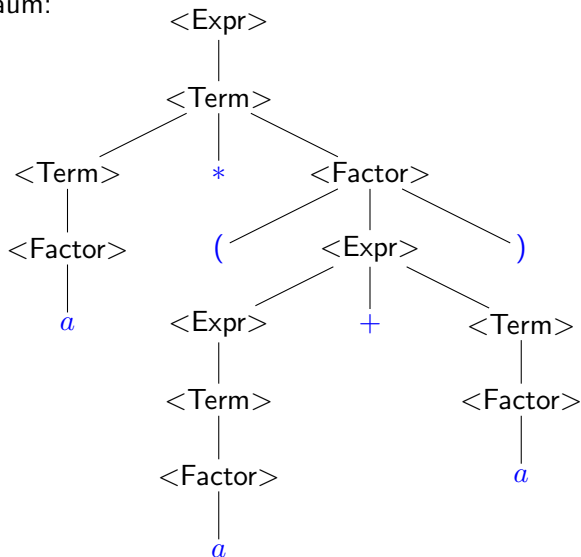 aum:
<Expr>
<Term>
<Term> * <Factor>
<Factor> ( <Expr> )
a <Expr> + <Term>
<Term> <Factor>
<Factor> a
a